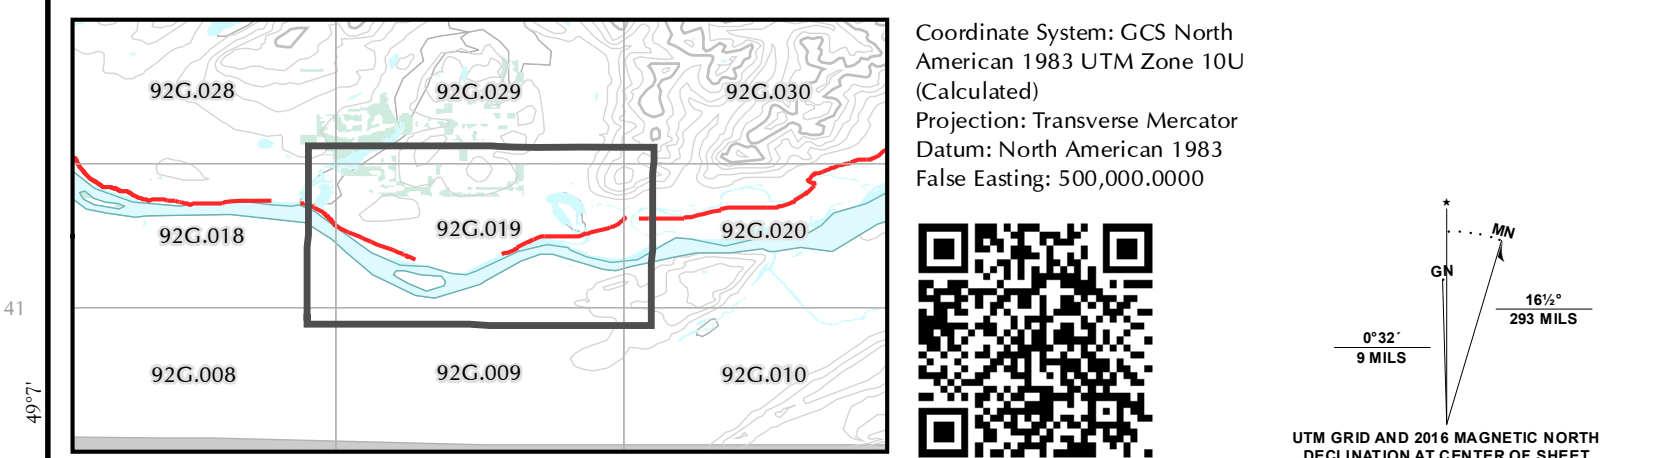 92G.028
92G.029
92G.030
92G.018
92G.019
92G.020
92G.008
92G.009
92G.010
41
49°7'
Coordinate System: GCS North
American 1983 UTM Zone 10U
(Calculated)
Projection: Transverse Mercator
Datum: North American 1983
False Easting: 500,000.0000
MN
GN
16½°
293 MILS
0°32´
9 MILS
UTM GRID AND 2016 MAGNETIC NORTH
DECLINATION AT CENTER OF SHEET